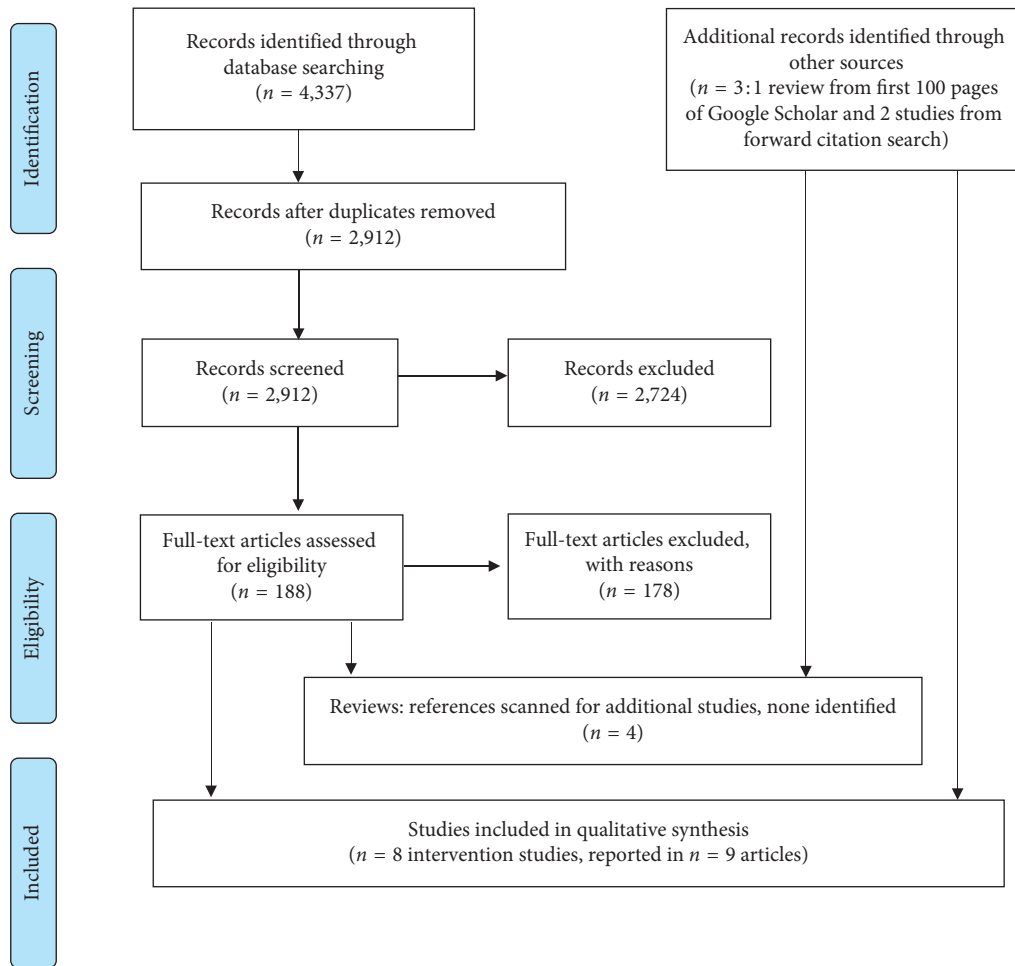 Identification
Records identified through
database searching
(n = 4,337)
Additional records identified through
other sources
(n = 3:1 review from first 100 pages
of Google Scholar and 2 studies from
forward citation search)
Records after duplicates removed
(n = 2,912)
Screening
Records screened
(n = 2,912)
Records excluded
(n = 2,724)
Eligibility
Full-text articles assessed
for eligibility
(n = 188)
Full-text articles excluded,
with reasons
(n = 178)
Reviews: references scanned for additional studies, none identified
(n = 4)
Included
Studies included in qualitative synthesis
(n = 8 intervention studies, reported in n = 9 articles)